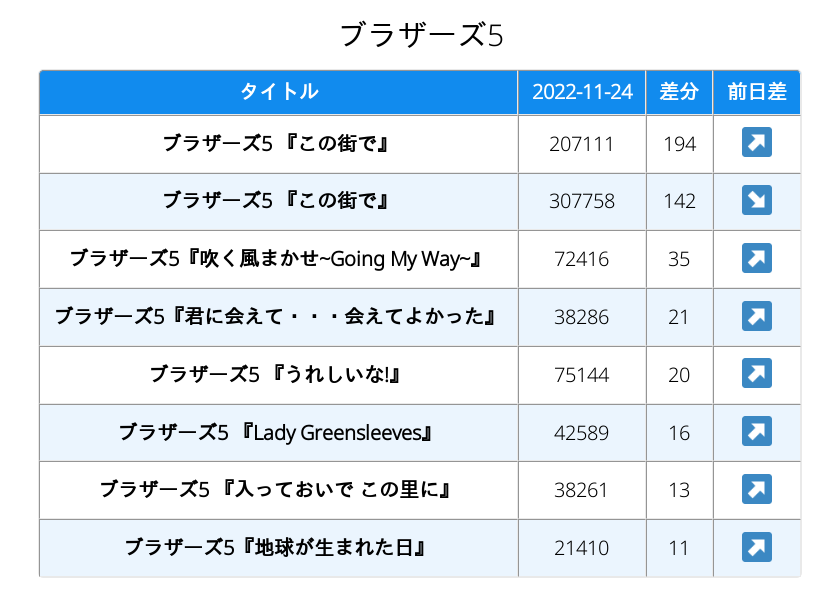 ブラザーズ5
タイトル 2022-11-24 差分 前日差
ブラザーズ5 『この街で』 207111 194 ↗
ブラザーズ5 『この街で』 307758 142 ↘
ブラザーズ5『吹く風まかせ~Going My Way~』 72416 35 ↗
ブラザーズ5『君に会えて・・・会えてよかった』 38286 21 ↗
ブラザーズ5 『うれしいな!』 75144 20 ↗
ブラザーズ5 『Lady Greensleeves』 42589 16 ↗
ブラザーズ5 『入っておいで この里に』 38261 13 ↗
ブラザーズ5『地球が生まれた日』 21410 11 ↗